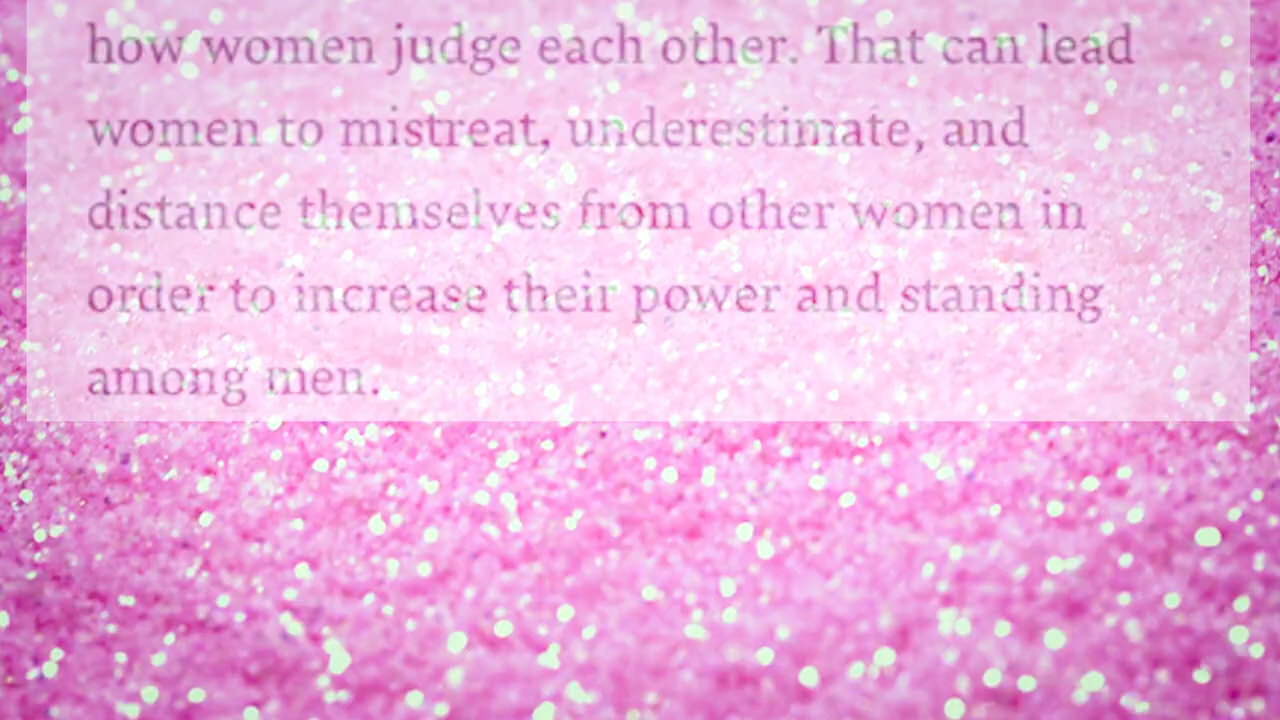 how women judge each other. That can lead
women to mistreat, underestimate, and
distance themselves from other women in
order to increase their power and standing
among men.